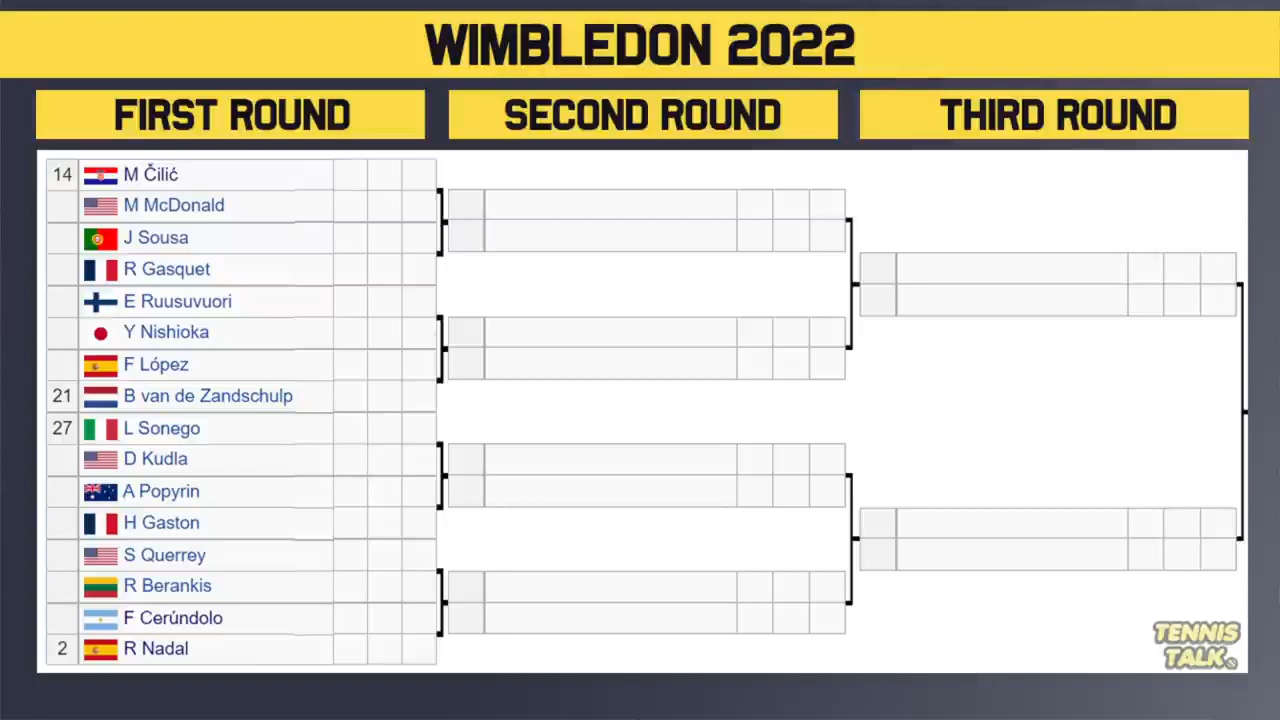 WIMBLEDON 2022
FIRST ROUND
SECOND ROUND
THIRD ROUND
14 M Čilić
M McDonald
J Sousa
R Gasquet
E Ruusuvuori
Y Nishioka
F López
21 B van de Zandschulp
27 L Sonego
D Kudla
A Popyrin
H Gaston
S Querrey
R Berankis
F Cerúndolo
2 R Nadal
TENNIS
TALK